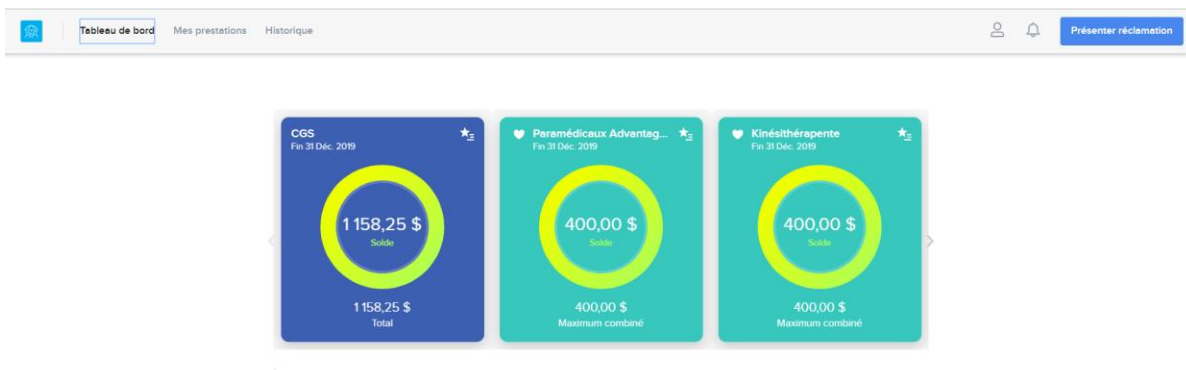 Tableau de bord
Mes prestations
Historique
Présenter réclamation
CGS
Fin 31 Déc. 2019
1 158,25 $
Solde
1 158,25 $
Total
Paramédicaux Advantag...
Fin 31 Déc. 2019
400,00 $
Solde
400,00 $
Maximum combiné
Kinésithérapente
Fin 31 Déc. 2019
400,00 $
Solde
400,00 $
Maximum combiné